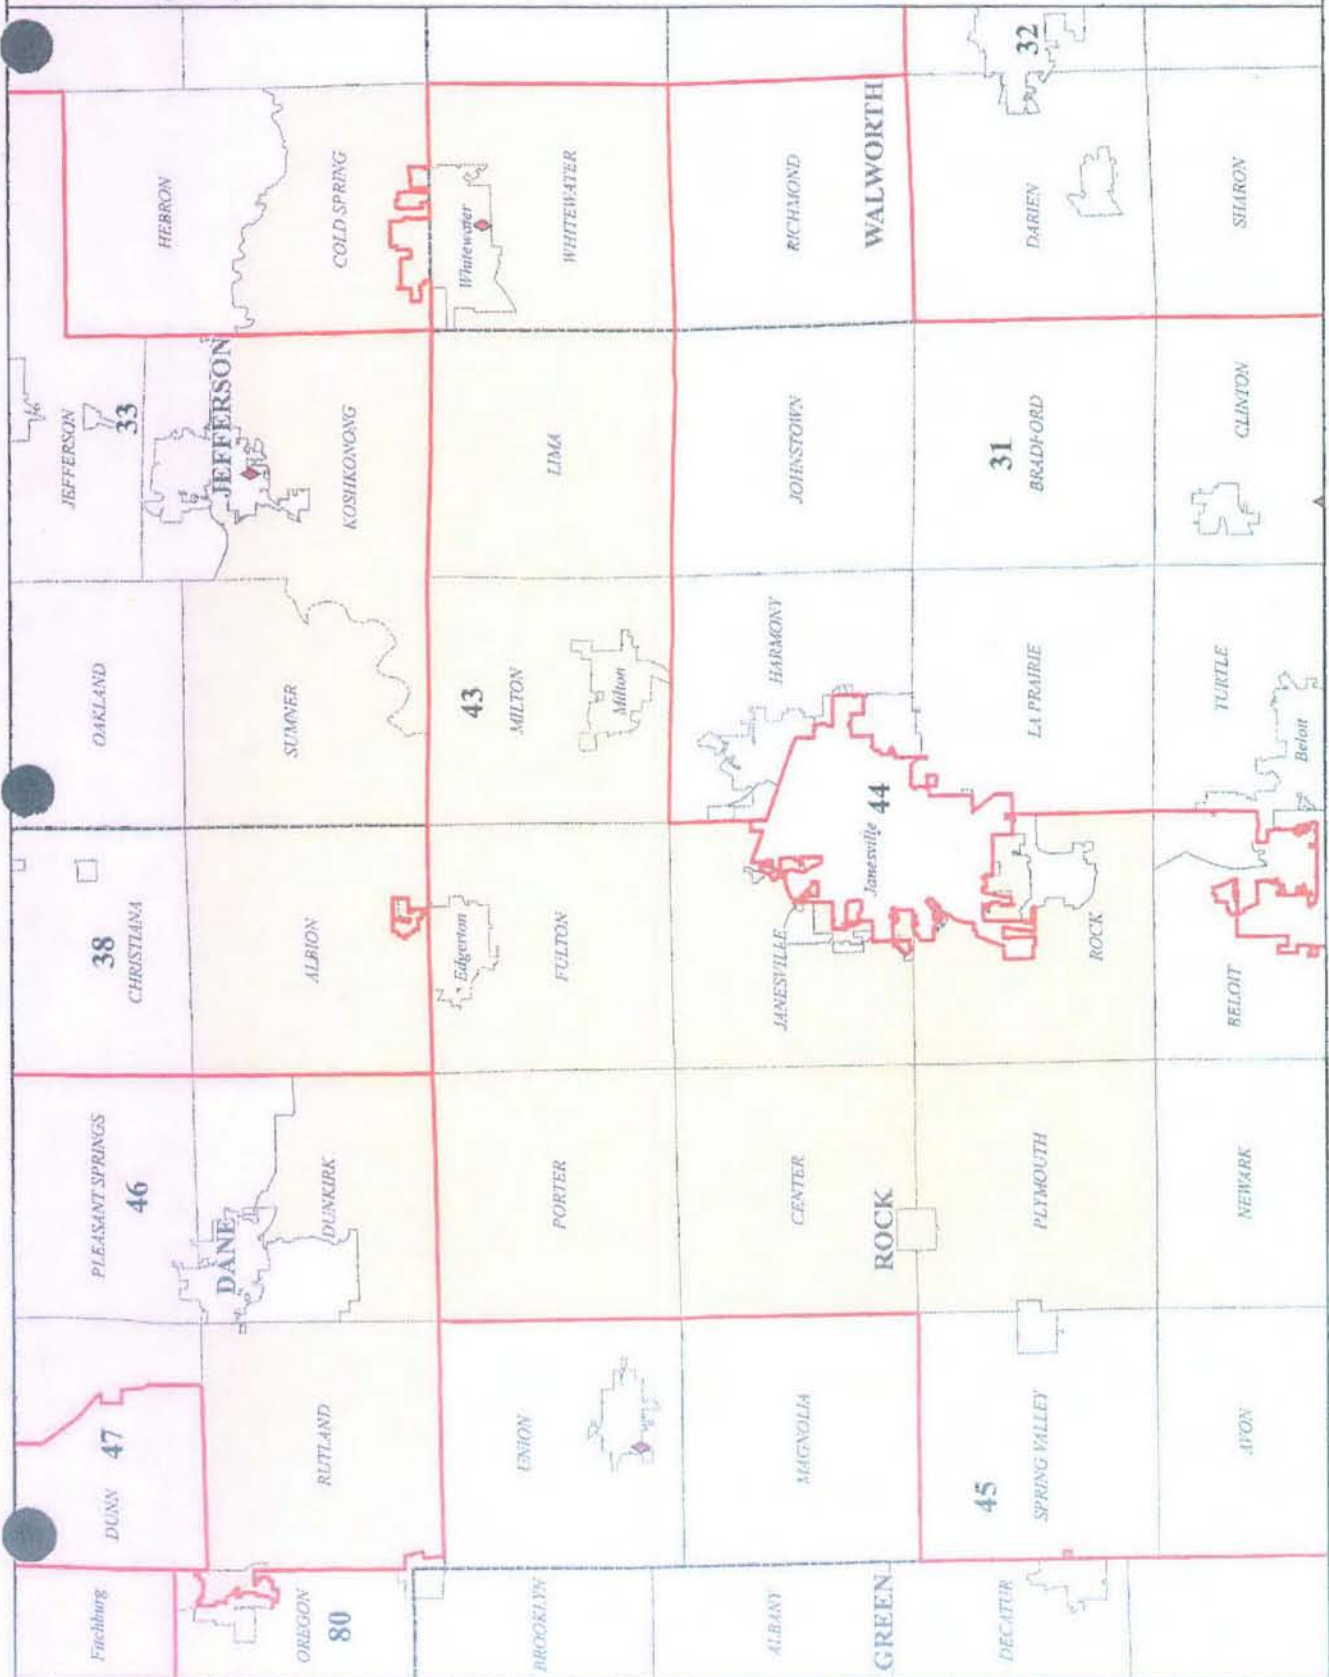 Fitchburg
DUNN
47
PLEASANT SPRINGS
46
38
CHRISTIANA
OAKLAND
JEFFERSON
33
HEBRON
OREGON
80
RUTLAND
DANE
DUNKIRK
ALBION
SUMNER
JEFFERSON
KOSHKONONG
COLD SPRING
BROOKLYN
UNION
PORTER
Edgerton
FULTON
43
MILTON
Milton
LIMA
Whitewater
WHITEWATER
ALBANY
GREEN
MAGNOLIA
CENTER
ROCK
JANESVILLE
Janesville
44
HARMONY
JOHNSTOWN
RICHMOND
WALWORTH
DECATUR
45
SPRING VALLEY
PLYMOUTH
ROCK
LA PRAIRIE
31
BRADFORD
DARIEN
32
AVON
NEWARK
BELOIT
TURTLE
Beloit
CLINTON
SHARON